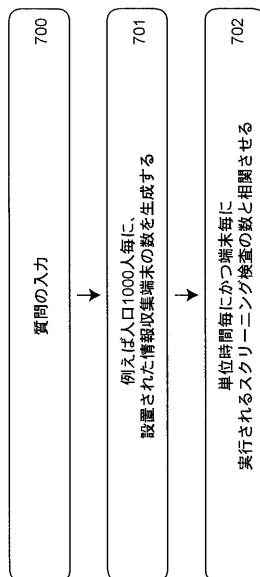 700
質問の入力
701
例えば人口1000人毎に、
設置された情報収集端末の数を生成する
702
単位時間毎にかつ端末毎に
実行されるスクリーニング検査の数と相関させる